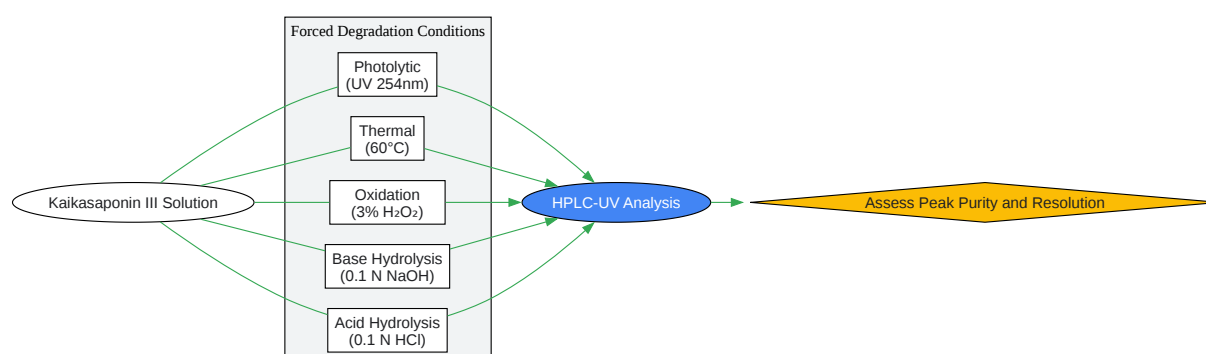 Forced Degradation Conditions
Photolytic
(UV 254nm)
Thermal
(60°C)
Kaikasaponin III Solution
Oxidation
(3% H₂O₂)
HPLC-UV Analysis
Assess Peak Purity and Resolution
Base Hydrolysis
(0.1 N NaOH)
Acid Hydrolysis
(0.1 N HCl)